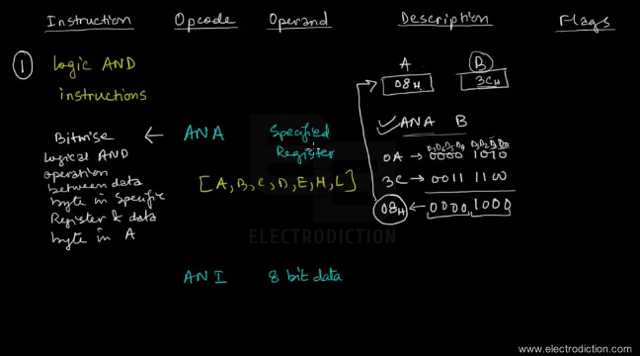 Instruction Opcode Operand Description Flags
① Logic AND
instructions
ANA Specified
Register
[A, B, C, D, E, H, L]
Bitwise ←
logical AND
operation
between data
byte in Specific
Register & data
byte in A
ANI 8 bit data
A B
08H 3CH
✓ ANA B
D7D6D5D4 D3D2D1D0
0A → 0000 1010
3C → 0011 1100
08H ← 0000,1000
ELECTRODICTION
www.electrodiction.com